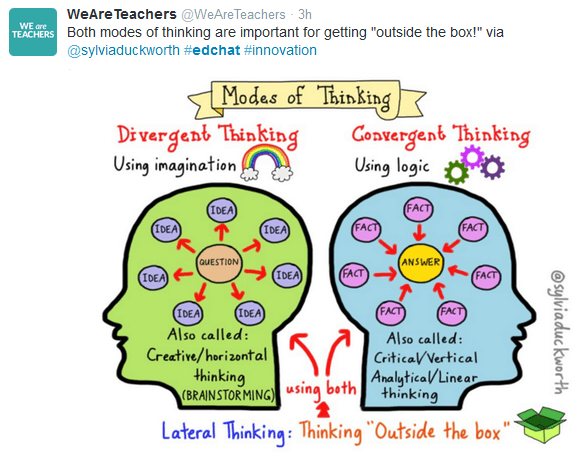 WE are
TEACHERS
WeAreTeachers @WeAreTeachers · 3h
Both modes of thinking are important for getting "outside the box!" via
@sylviaduckworth #edchat #innovation
Modes of Thinking
Divergent Thinking
Using imagination
IDEA
IDEA
IDEA
IDEA
QUESTION
IDEA
IDEA
IDEA
Also called:
Creative/horizontal
thinking
(BRAINSTORMING)
Convergent Thinking
Using logic
FACT
FACT
FACT
FACT
ANSWER
FACT
FACT
FACT
Also called:
Critical/Vertical
Analytical/Linear
thinking
using both
Lateral Thinking: Thinking "Outside the box"
@sylviaduckworth